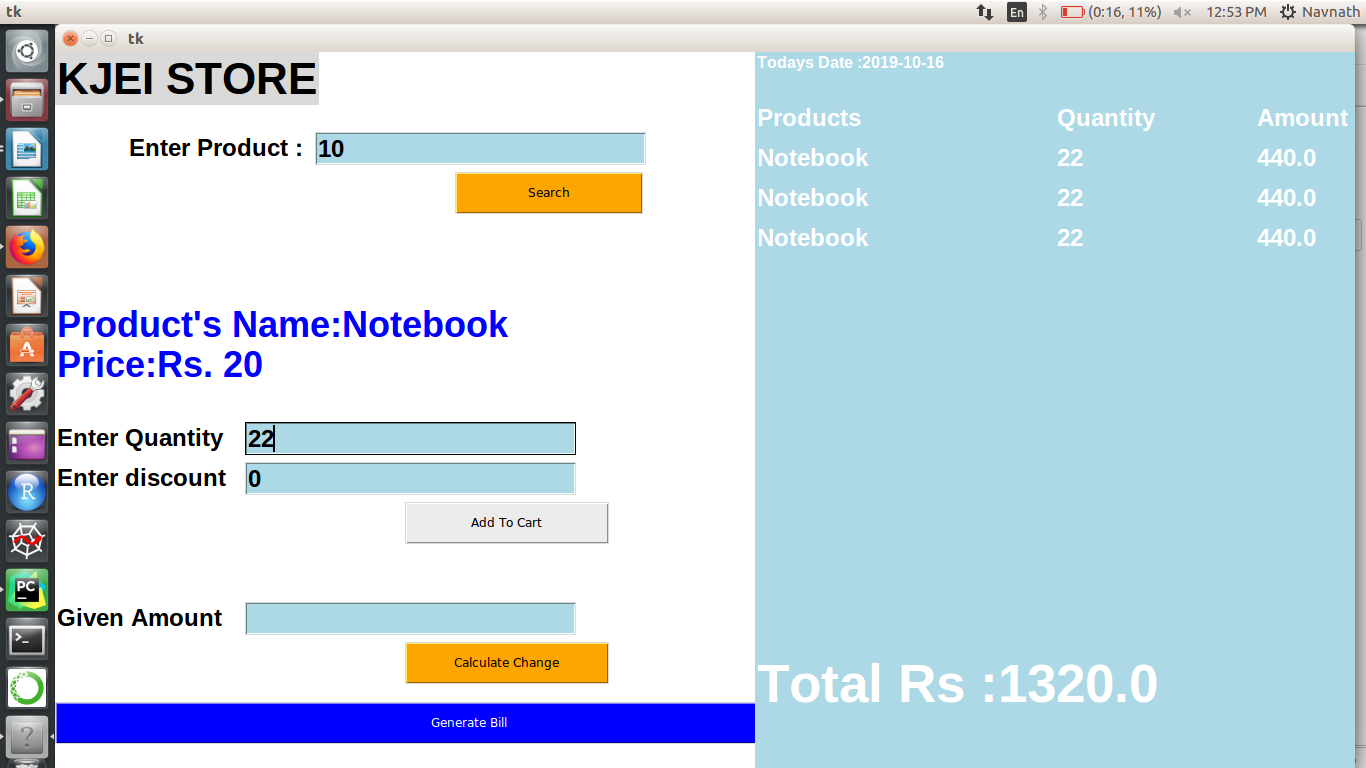 tk
En
(0:16, 11%)
12:53 PM
Navnath
tk
KJEI STORE
Enter Product :
10
Search
Product's Name:Notebook
Price:Rs. 20
Enter Quantity
22
Enter discount
0
Add To Cart
Given Amount
Calculate Change
Generate Bill
Todays Date :2019-10-16
Products Quantity Amount
Notebook 22 440.0
Notebook 22 440.0
Notebook 22 440.0
Total Rs :1320.0
A
R
PC
>_
?